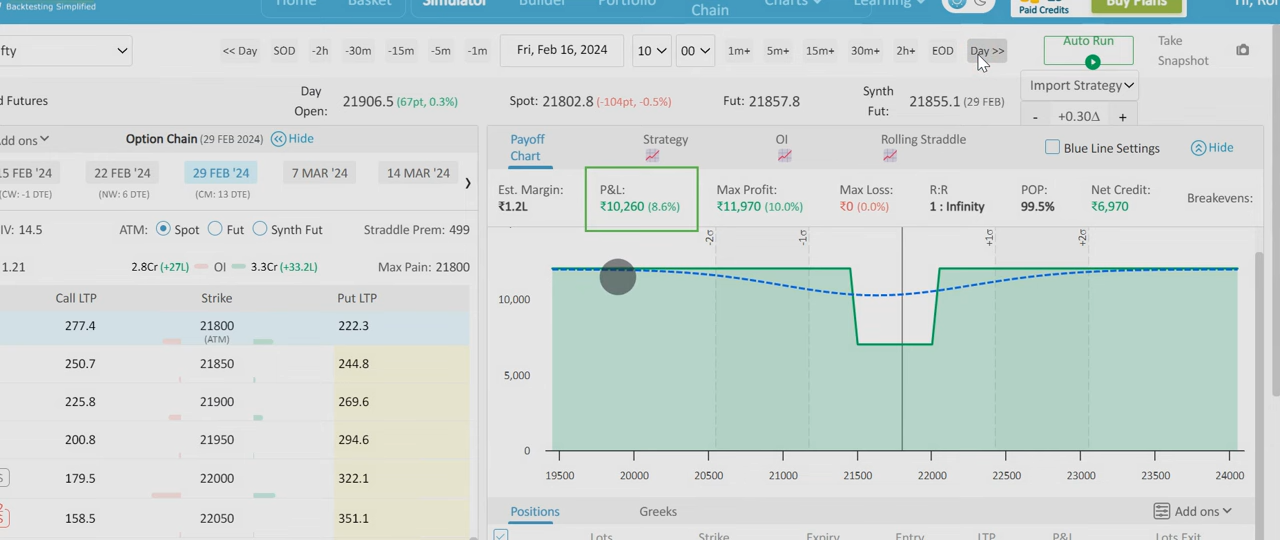 Backtesting Simplified
Home Basket Simulator Builder Portfolio Chain Charts Learning
Paid Credits Buy Plans Hi,
fty << Day SOD -2h -30m -15m -5m -1m Fri, Feb 16, 2024 10 00 1m+ 5m+ 15m+ 30m+ 2h+ EOD Day >> Auto Run Take Snapshot
Import Strategy
- +0.30Δ +
d Futures Day Open: 21906.5 (67pt, 0.3%) Spot: 21802.8 (-104pt, -0.5%) Fut: 21857.8 Synth Fut: 21855.1 (29 FEB)
dd ons Option Chain (29 FEB 2024) Hide
5 FEB '24 22 FEB '24 29 FEB '24 7 MAR '24 14 MAR '24
(CW: -1 DTE) (NW: 6 DTE) (CM: 13 DTE)
IV: 14.5 ATM: Spot Fut Synth Fut Straddle Prem: 499
1.21 2.8Cr (+27L) OI 3.3Cr (+33.2L) Max Pain: 21800
Call LTP Strike Put LTP
277.4 21800 222.3
(ATM)
250.7 21850 244.8
225.8 21900 269.6
200.8 21950 294.6
179.5 22000 322.1
158.5 22050 351.1
Payoff Chart Strategy OI Rolling Straddle Blue Line Settings Hide
Est. Margin: P&L: Max Profit: Max Loss: R:R POP: Net Credit: Breakevens:
₹1.2L ₹10,260 (8.6%) ₹11,970 (10.0%) ₹0 (0.0%) 1 : Infinity 99.5% ₹6,970
-2σ -1σ +1σ +2σ
10,000
5,000
0
19500 20000 20500 21000 21500 22000 22500 23000 23500 24000
Positions Greeks Add ons
Lots Strike Expiry Entry LTP P&L Lots Exit